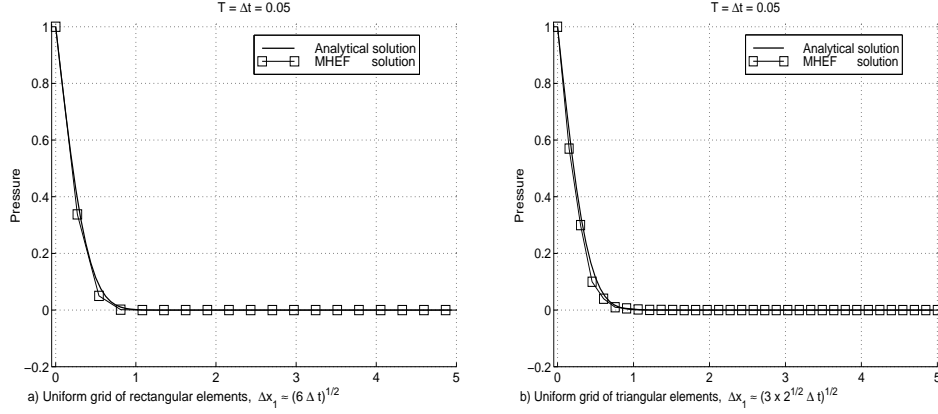 T = Δt = 0.05
1
0.8
0.6
0.4
0.2
0
−0.2
Pressure
Analytical solution
MHEF solution
0 1 2 3 4 5
a) Uniform grid of rectangular elements, Δx₁ ≈ (6 Δ t)^1/2
T = Δt = 0.05
1
0.8
0.6
0.4
0.2
0
−0.2
Pressure
Analytical solution
MHEF solution
0 1 2 3 4 5
b) Uniform grid of triangular elements, Δx₁ ≈ (3 x 2^1/2 Δ t)^1/2